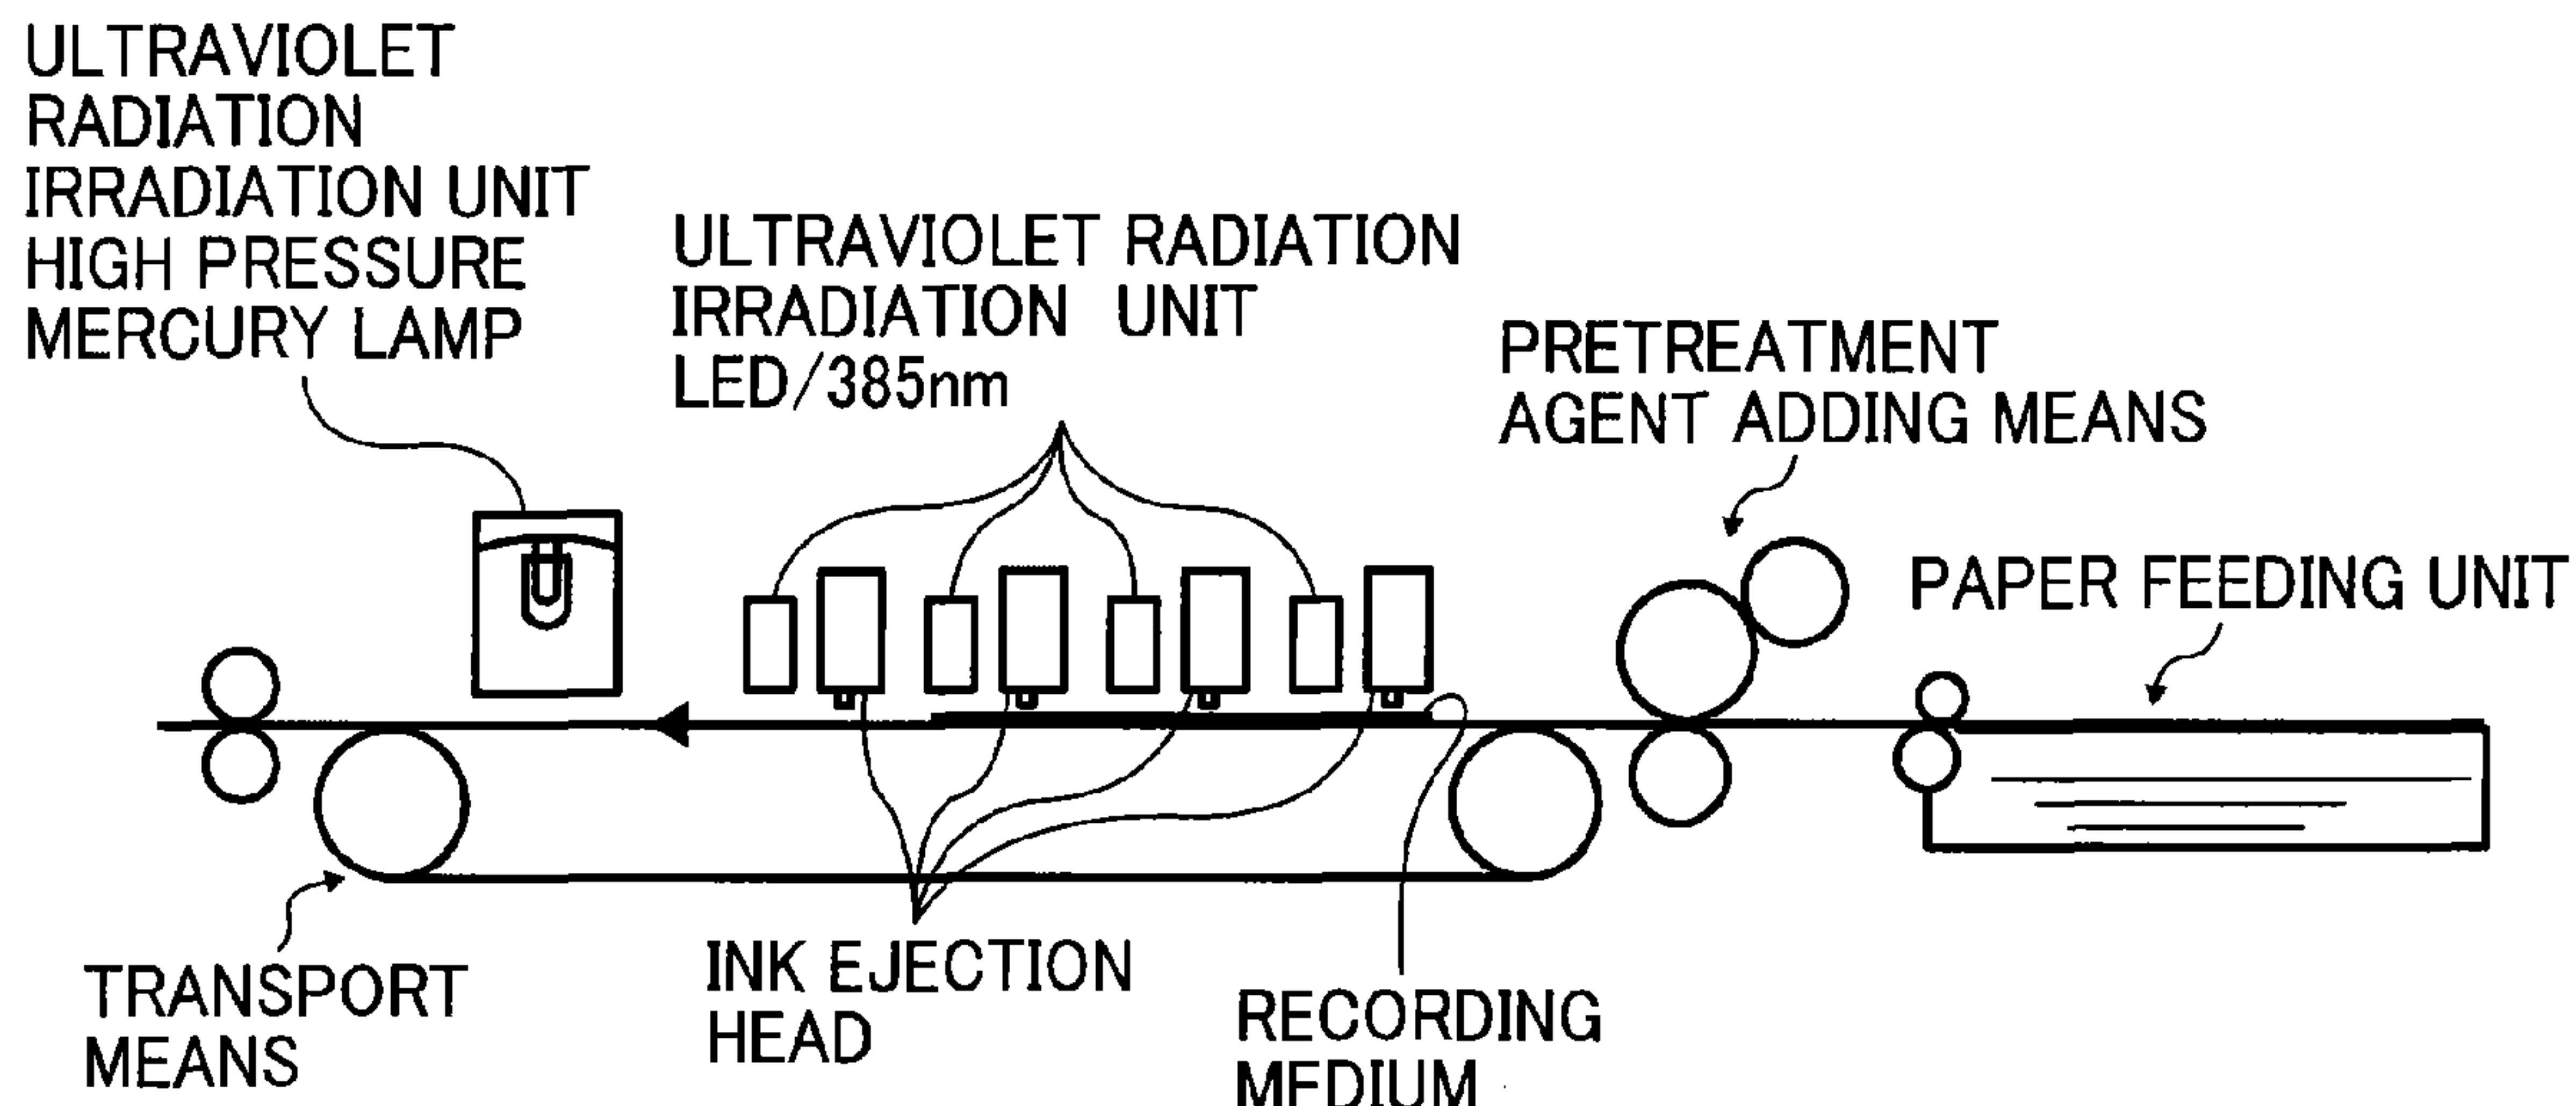 ULTRAVIOLET
RADIATION
IRRADIATION UNIT
HIGH PRESSURE
MERCURY LAMP
ULTRAVIOLET RADIATION
IRRADIATION UNIT
LED/385nm
PRETREATMENT
AGENT ADDING MEANS
PAPER FEEDING UNIT
TRANSPORT
MEANS
INK EJECTION
HEAD
RECORDING
MEDIUM